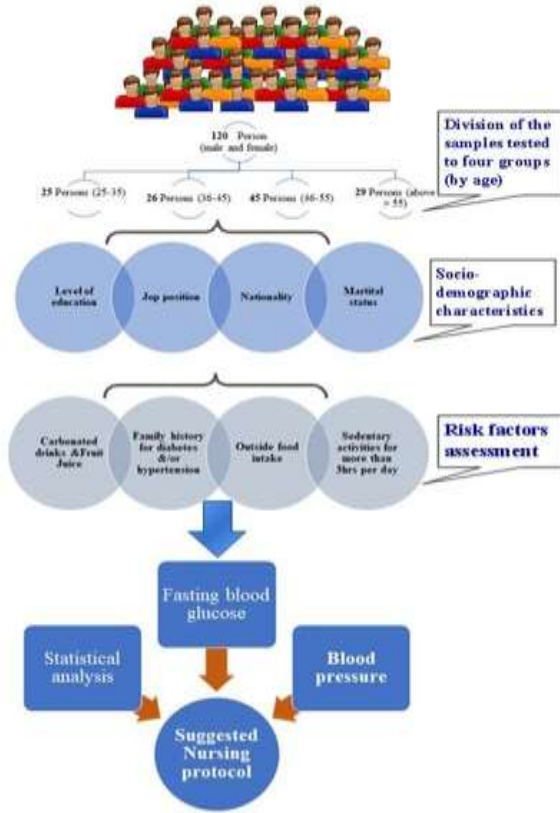 120 Person
(male and female)
25 Persons (25-35)
26 Persons (36-45)
45 Persons (46-55)
29 Persons (above
= 55)
Division of the
samples tested
to four groups
(by age)
Level of
education
Jop position
Nationality
Martital
status
Socio-
demographic
characteristics
Carbonated
drinks &Fruit
Juice
Family history
for diabetes
&/or
hypertension
Outside food
intake
Sedentary
activities for
more than
3hrs per day
Risk factors
assessment
Fasting blood
glucose
Statistical
analysis
Blood
pressure
Suggested
Nursing
protocol